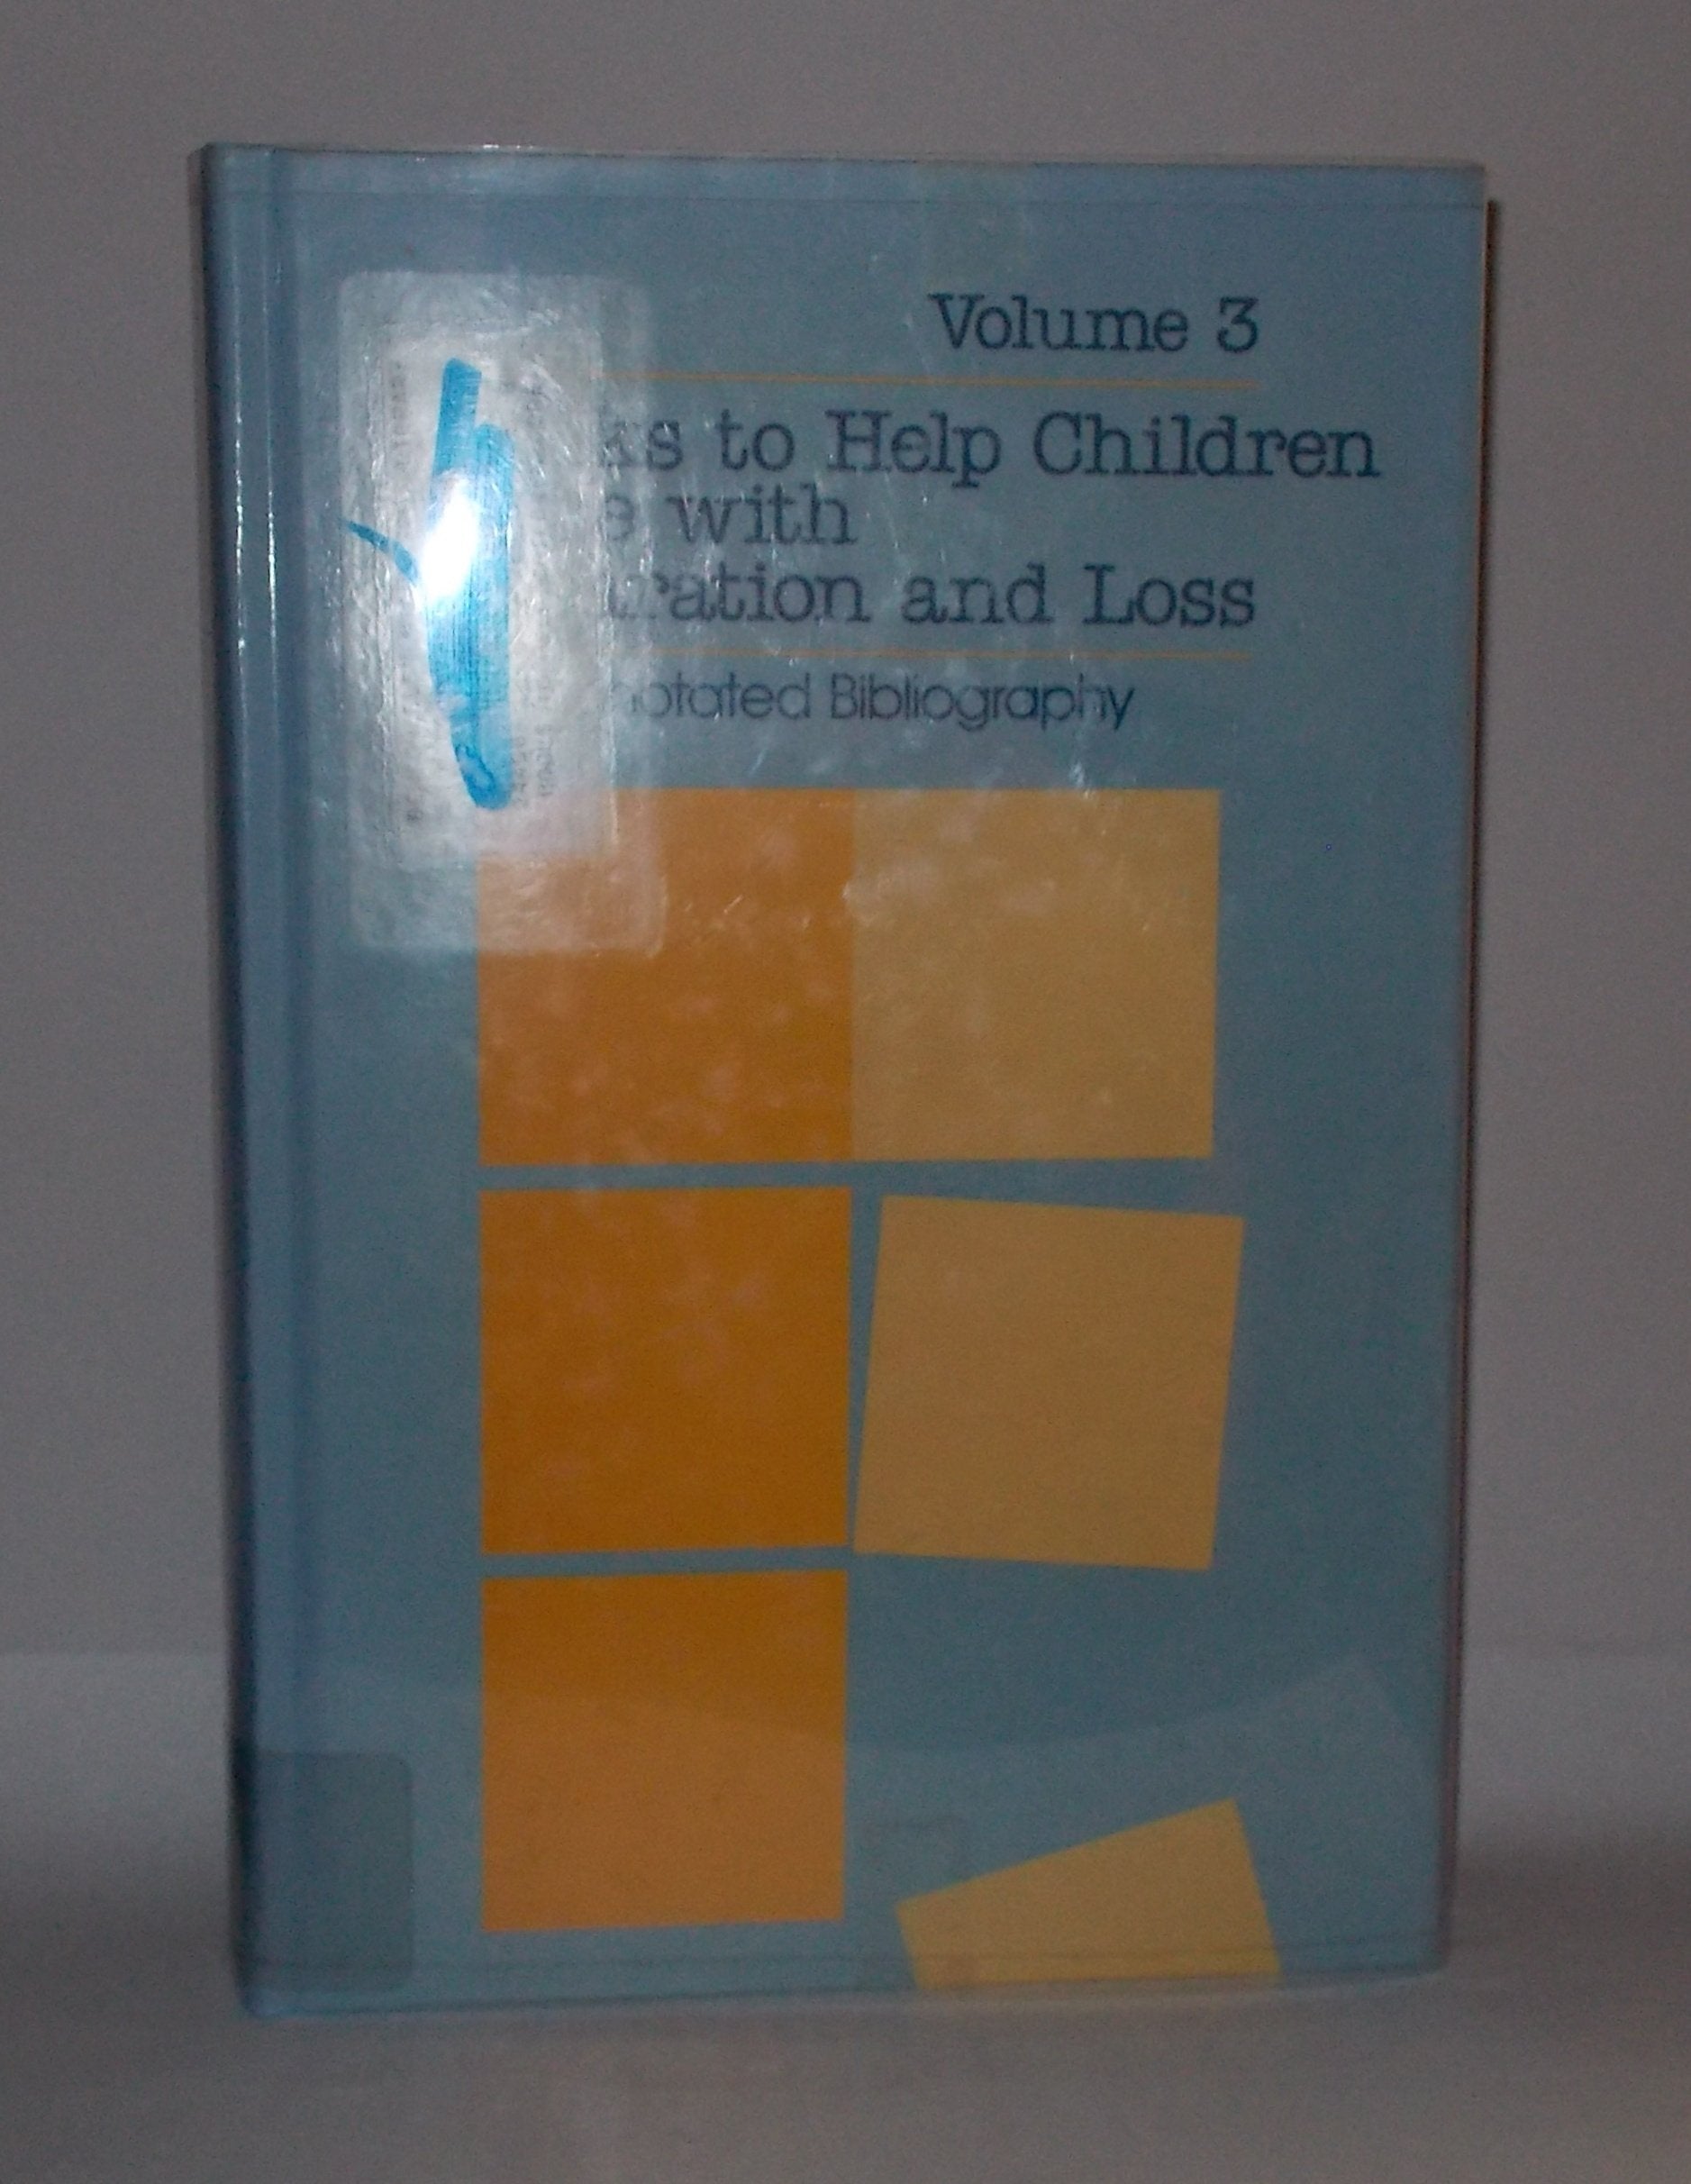 Volume 3
ks to Help Children
e with
ration and Loss
notated Bibliography